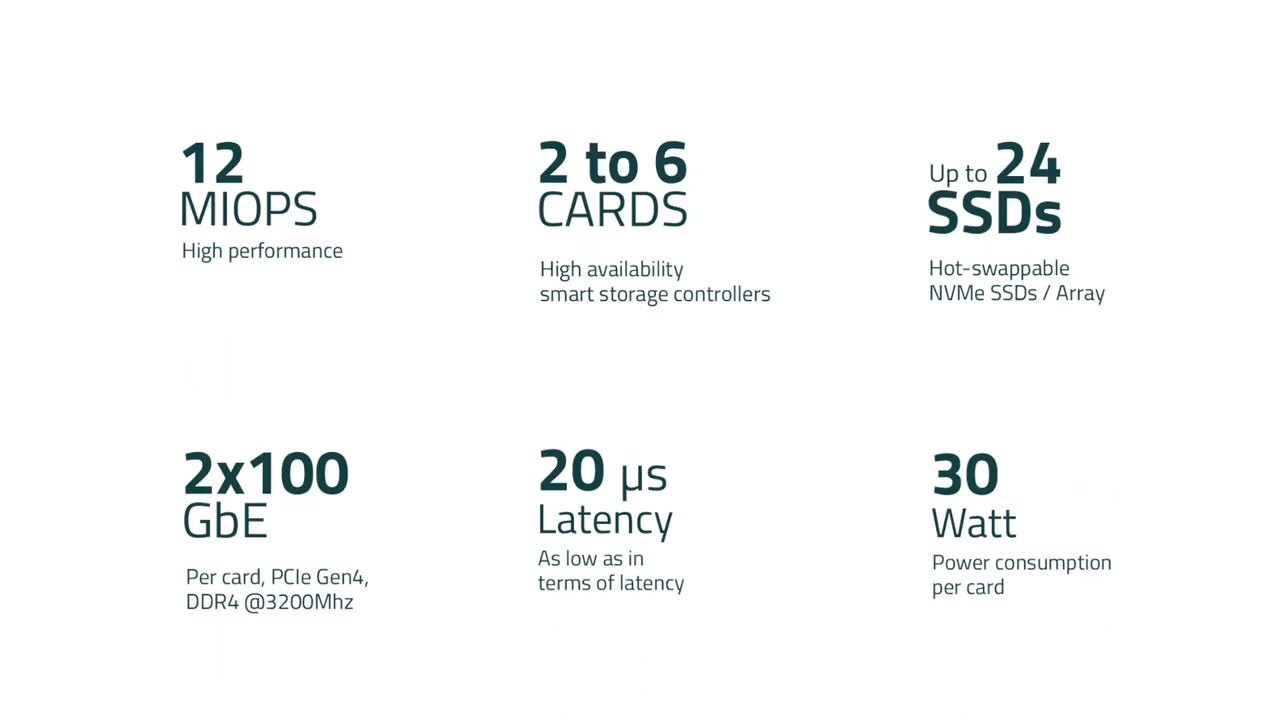 12
MIOPS
High performance
2 to 6
CARDS
High availability
smart storage controllers
Up to 24
SSDs
Hot-swappable
NVMe SSDs / Array
2x100
GbE
Per card, PCIe Gen4,
DDR4 @3200Mhz
20 µs
Latency
As low as in
terms of latency
30
Watt
Power consumption
per card